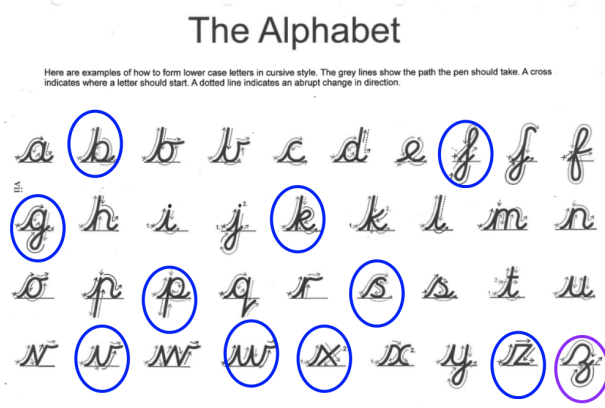 The Alphabet
Here are examples of how to form lower case letters in cursive style. The grey lines show the path the pen should take. A cross
indicates where a letter should start. A dotted line indicates an abrupt change in direction.
a b b b c d e f f f
g h i j k k l m n
o p p q r s s t u
v v w w x x y z z